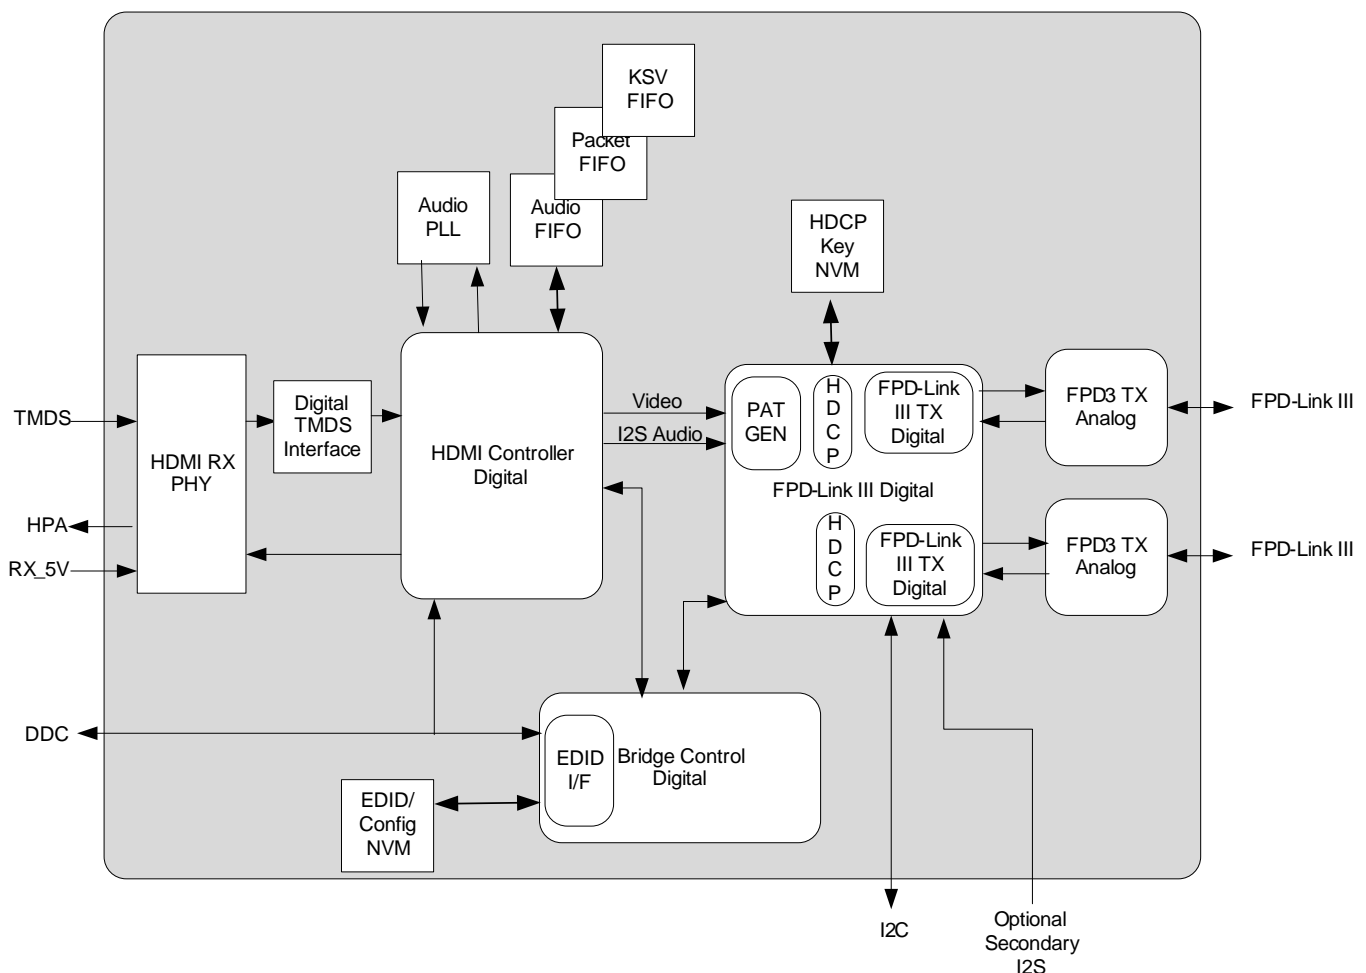 KSV
FIFO
Packet
FIFO
Audio
PLL
Audio
FIFO
HDCP
Key
NVM
TMDS
HPA
RX_5V
HDMI RX
PHY
Digital
TMDS
Interface
HDMI Controller
Digital
Video
I2S Audio
PAT
GEN
H
D
C
P
FPD-Link
III TX
Digital
FPD-Link III Digital
H
D
C
P
FPD-Link
III TX
Digital
FPD3 TX
Analog
FPD-Link III
FPD3 TX
Analog
FPD-Link III
DDC
EDID
I/F
Bridge Control
Digital
EDID/
Config
NVM
I2C
Optional
Secondary
I2S